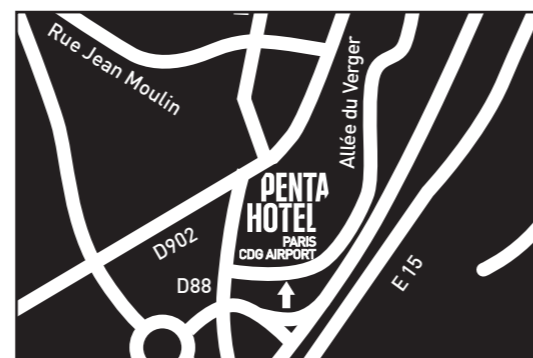 Rue Jean Moulin
Allée du Verger
PENTA
HOTEL
PARIS
CDG AIRPORT
D902
D88
E 15